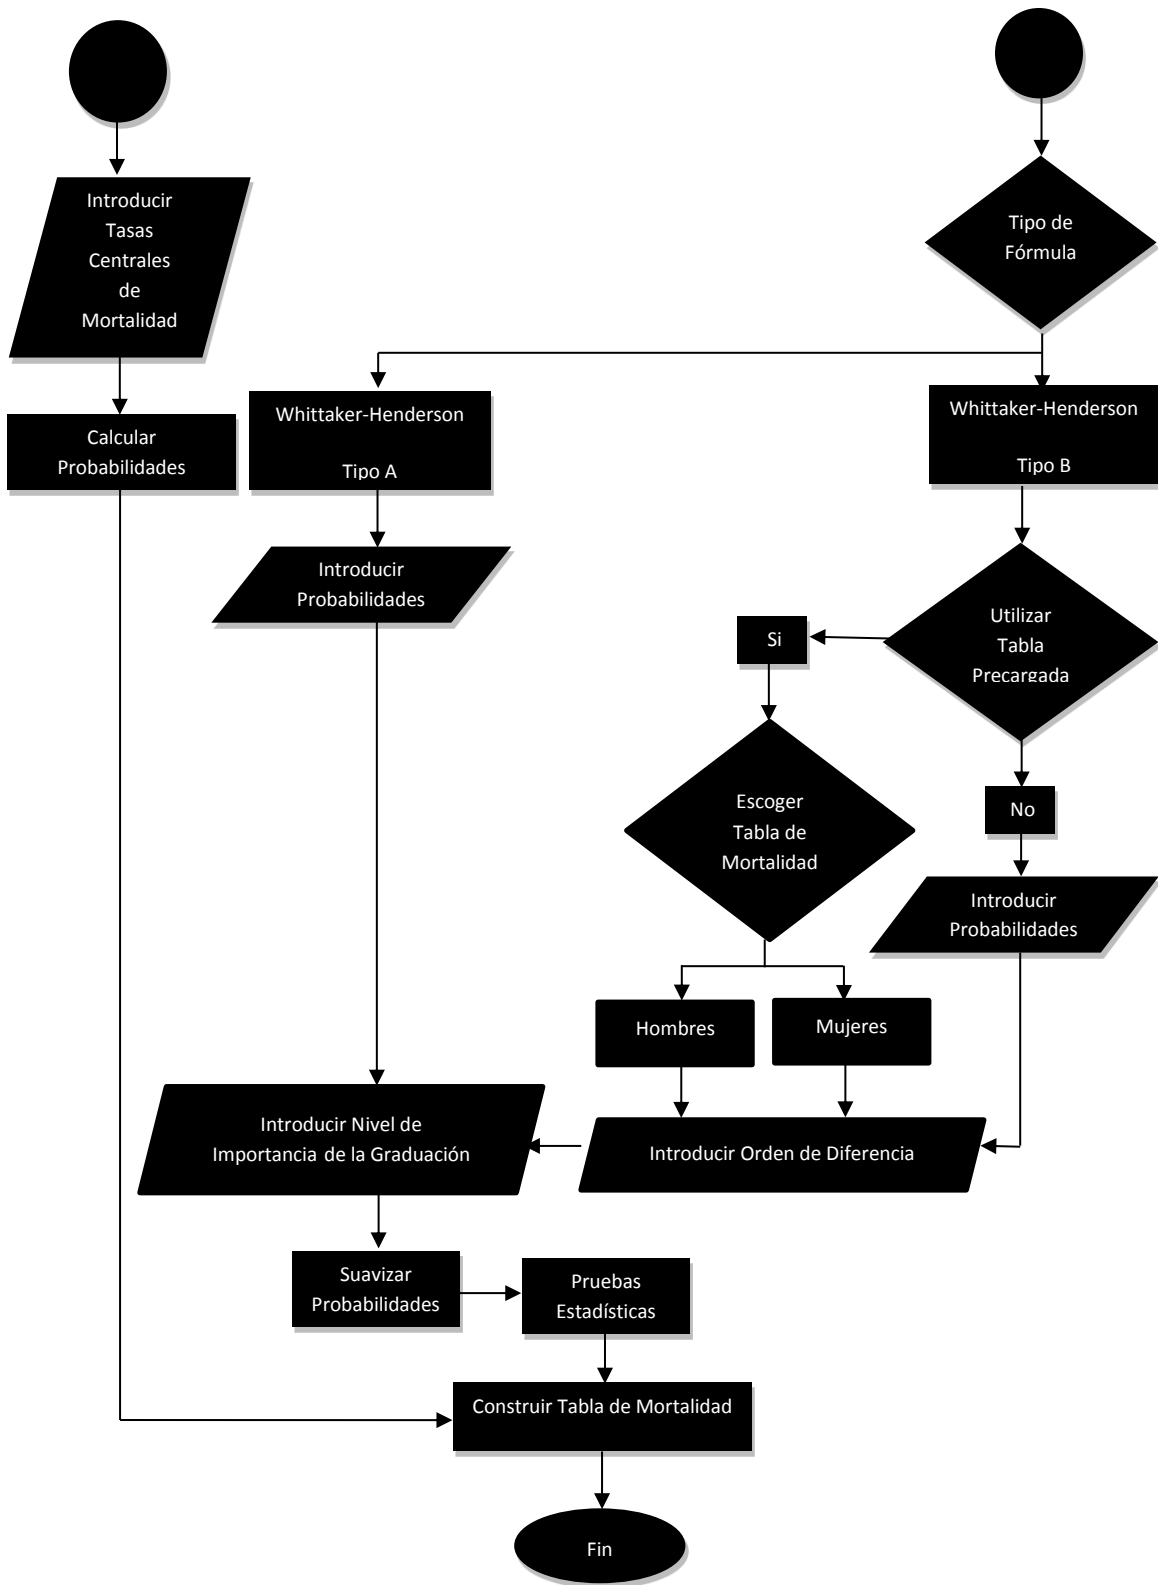 Introducir
Tasas
Centrales
de
Mortalidad
Tipo de
Fórmula
Calcular
Probabilidades
Whittaker-Henderson
Tipo A
Whittaker-Henderson
Tipo B
Introducir
Probabilidades
Utilizar
Tabla
Precargada
Si
No
Escoger
Tabla de
Mortalidad
Introducir
Probabilidades
Hombres
Mujeres
Introducir Nivel de
Importancia de la Graduación
Introducir Orden de Diferencia
Suavizar
Probabilidades
Pruebas
Estadísticas
Construir Tabla de Mortalidad
Fin